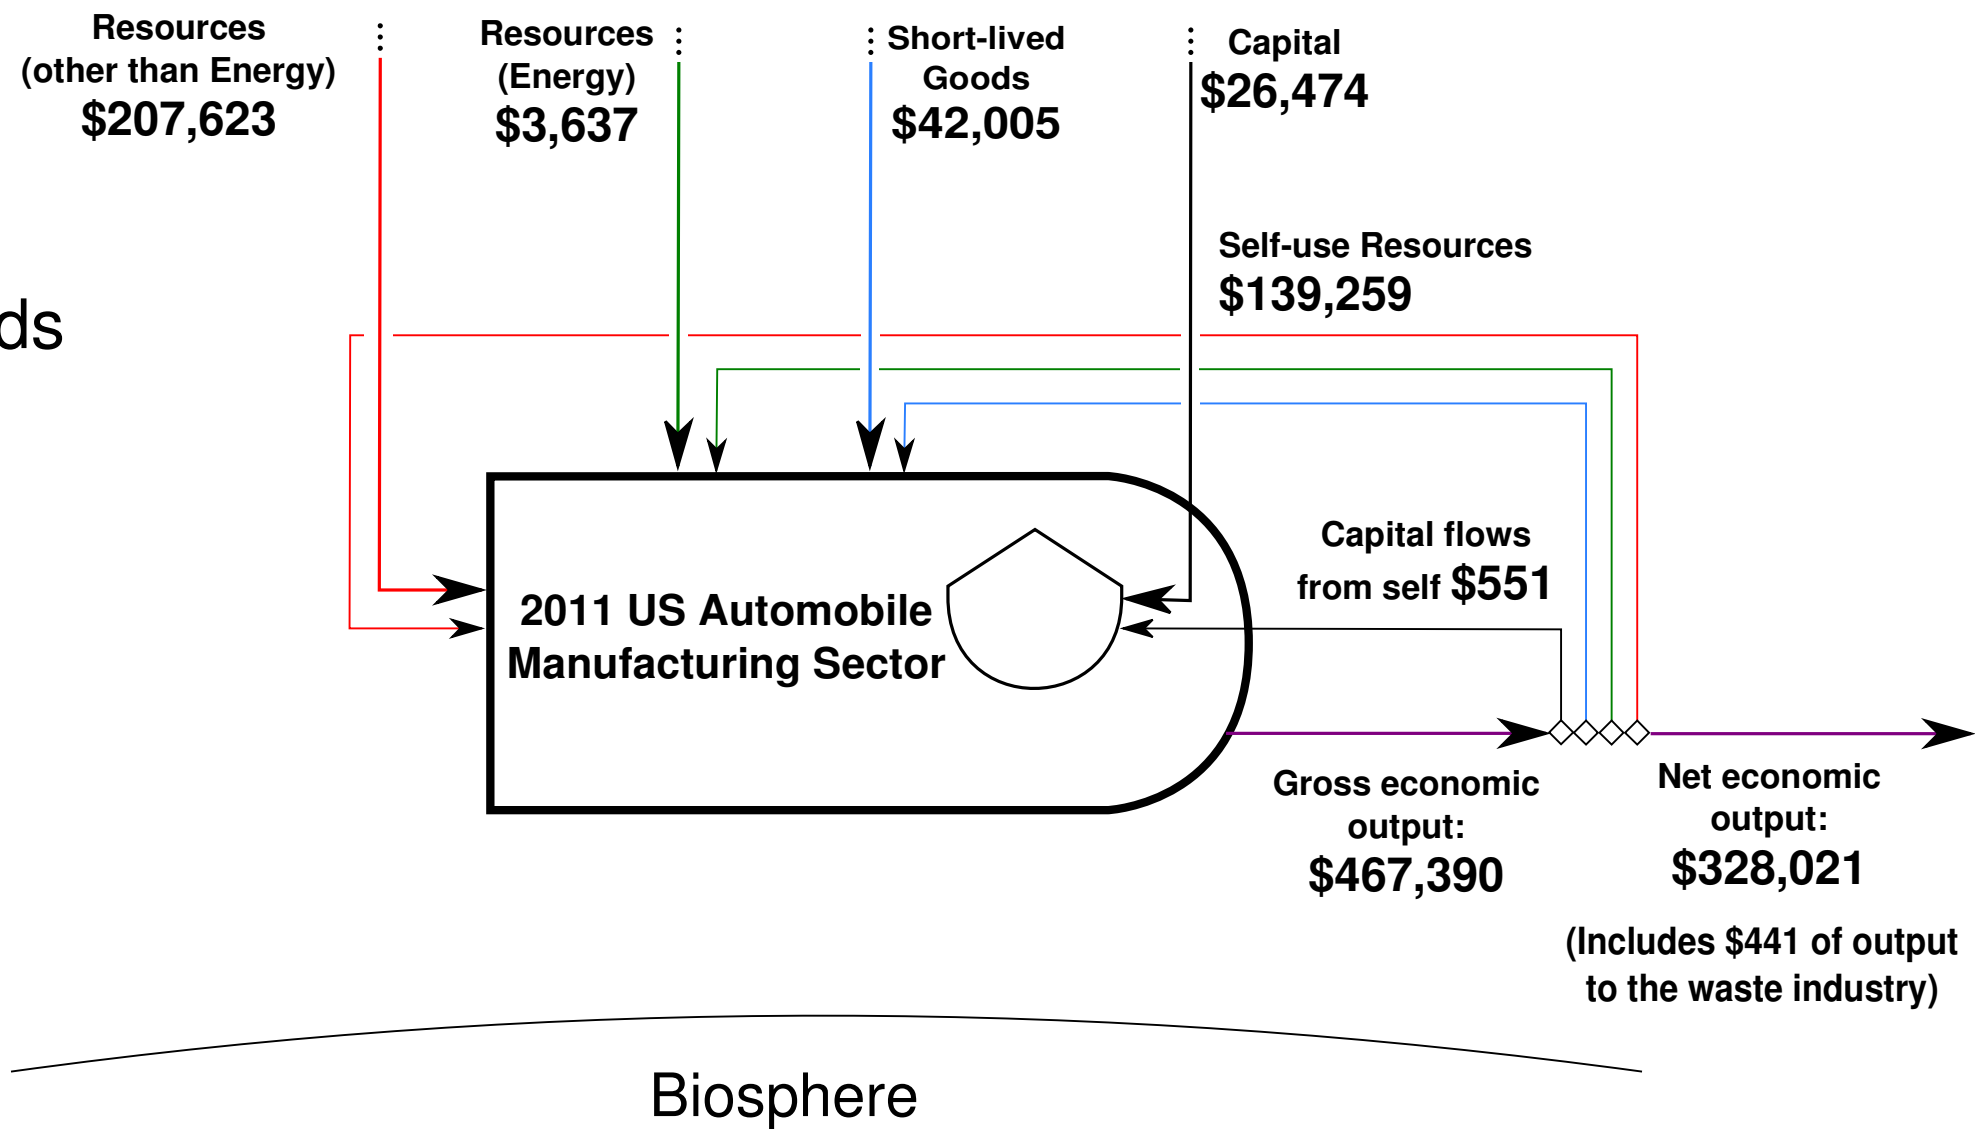 Resources
(other than Energy)
$207,623
Resources
(Energy)
$3,637
Short-lived
Goods
$42,005
Capital
$26,474
Self-use Resources
$139,259
ds
Capital flows
from self $551
2011 US Automobile
Manufacturing Sector
Gross economic
output:
$467,390
Net economic
output:
$328,021
(Includes $441 of output
to the waste industry)
Biosphere